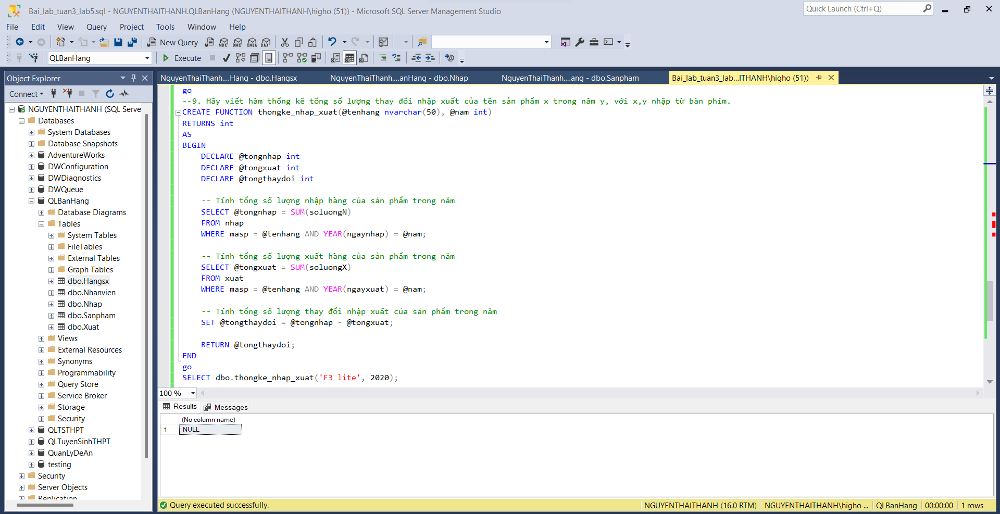 Bai_lab_tuan3_lab5.sql - NGUYENTHAITHANH.QLBanHang (NGUYENTHAITHANH\higho (51)) - Microsoft SQL Server Management Studio
Quick Launch (Ctrl+Q)
File Edit View Query Project Tools Window Help
New Query MDX DMX XMLA DAX
QLBanHang Execute
Object Explorer
Connect
NGUYENTHAITHANH (SQL Serve
Databases
System Databases
Database Snapshots
AdventureWorks
DWConfiguration
DWDiagnostics
DWQueue
QLBanHang
Database Diagrams
Tables
System Tables
FileTables
External Tables
Graph Tables
dbo.Hangsx
dbo.Nhanvien
dbo.Nhap
dbo.Sanpham
dbo.Xuat
Views
External Resources
Synonyms
Programmability
Query Store
Service Broker
Storage
Security
QLTSTHPT
QLTuyenSinhTHPT
QuanLyDeAn
testing
Security
Server Objects
Replication
NguyenThaiThanh....Hang - dbo.Hangsx NguyenThaiThanh....anHang - dbo.Nhap NguyenThaiThanh....ang - dbo.Sanpham Bai_lab_tuan3_lab...ITHANH\higho (51))
go
--9. Hãy viết hàm thống kê tổng số lượng thay đổi nhập xuất của tên sản phẩm x trong năm y, với x,y nhập từ bàn phím.
CREATE FUNCTION thongke_nhap_xuat(@tenhang nvarchar(50), @nam int)
RETURNS int
AS
BEGIN
DECLARE @tongnhap int
DECLARE @tongxuat int
DECLARE @tongthaydoi int
-- Tính tổng số lượng nhập hàng của sản phẩm trong năm
SELECT @tongnhap = SUM(soluongN)
FROM nhap
WHERE masp = @tenhang AND YEAR(ngaynhap) = @nam;
-- Tính tổng số lượng xuất hàng của sản phẩm trong năm
SELECT @tongxuat = SUM(soluongX)
FROM xuat
WHERE masp = @tenhang AND YEAR(ngayxuat) = @nam;
-- Tính tổng số lượng thay đổi nhập xuất của sản phẩm trong năm
SET @tongthaydoi = @tongnhap - @tongxuat;
RETURN @tongthaydoi;
END
go
SELECT dbo.thongke_nhap_xuat('F3 lite', 2020);
100 %
Results Messages
(No column name)
1 NULL
Query executed successfully. NGUYENTHAITHANH (16.0 RTM) NGUYENTHAITHANH\higho ... QLBanHang 00:00:00 1 rows